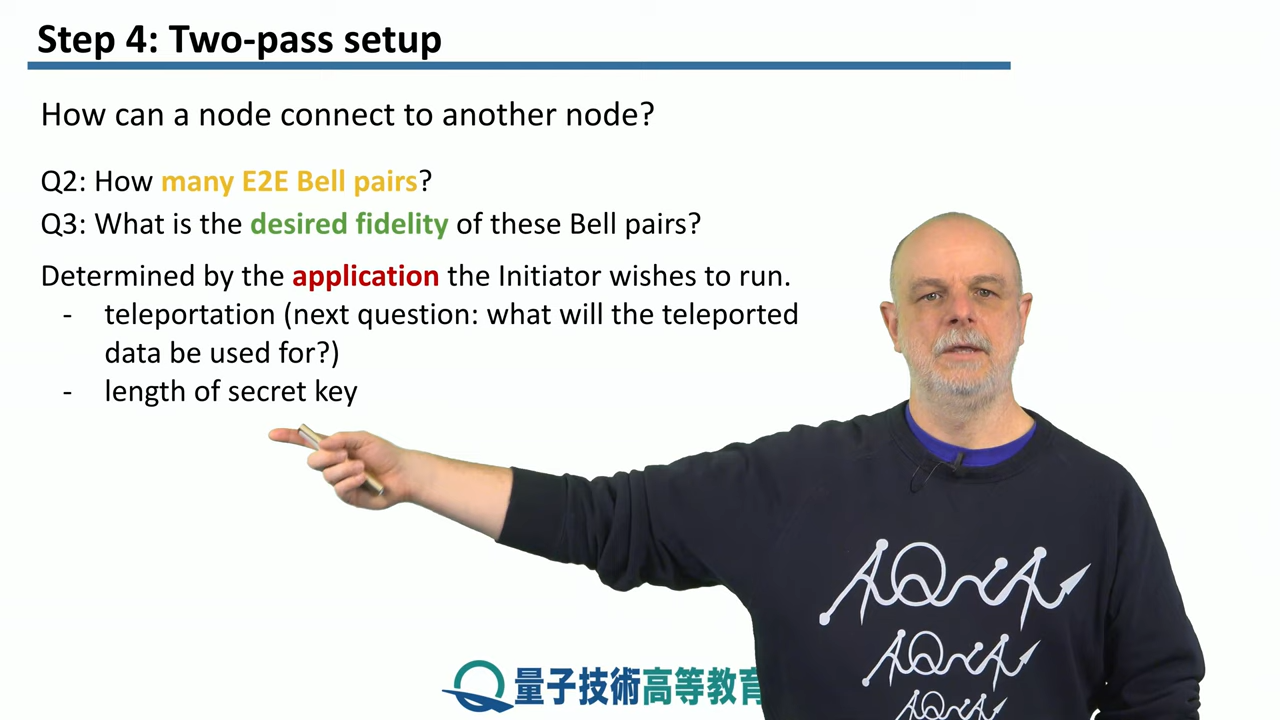 Step 4: Two-pass setup
How can a node connect to another node?
Q2: How many E2E Bell pairs?
Q3: What is the desired fidelity of these Bell pairs?
Determined by the application the Initiator wishes to run.
- teleportation (next question: what will the teleported
data be used for?)
- length of secret key
AQUA
AQUA
AQUA
量子技術高等教育